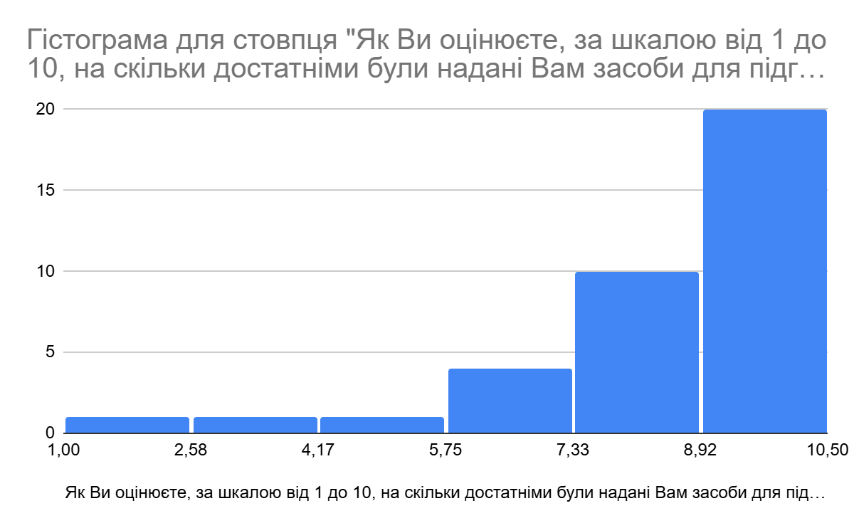 Гістограма для стовпця "Як Ви оцінюєте, за шкалою від 1 до
10, на скільки достатніми були надані Вам засоби для підг…
20
15
10
5
0
1,00 2,58 4,17 5,75 7,33 8,92 10,50
Як Ви оцінюєте, за шкалою від 1 до 10, на скільки достатніми були надані Вам засоби для під…